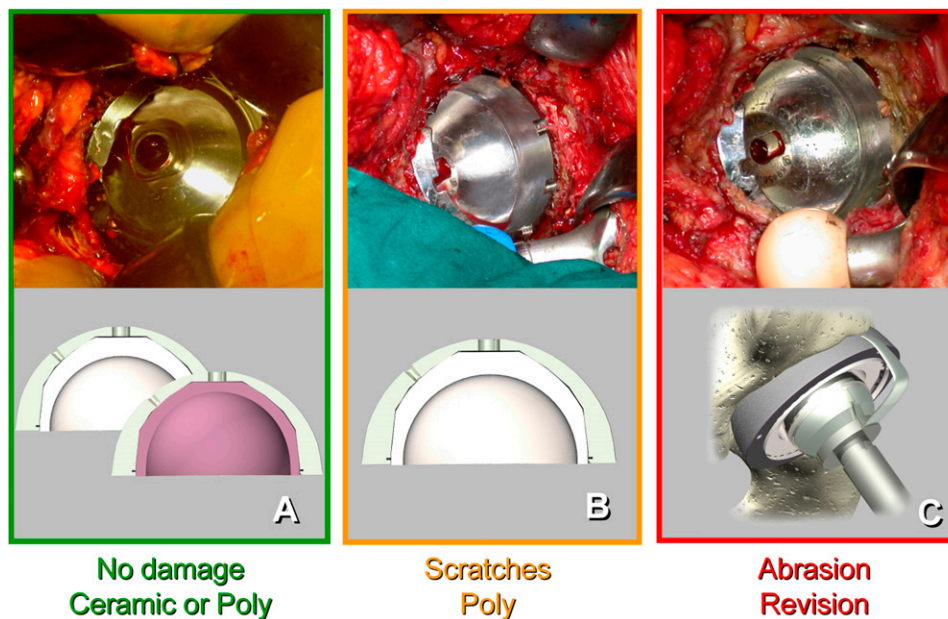 A
B
C
No damage
Ceramic or Poly
Scratches
Poly
Abrasion
Revision